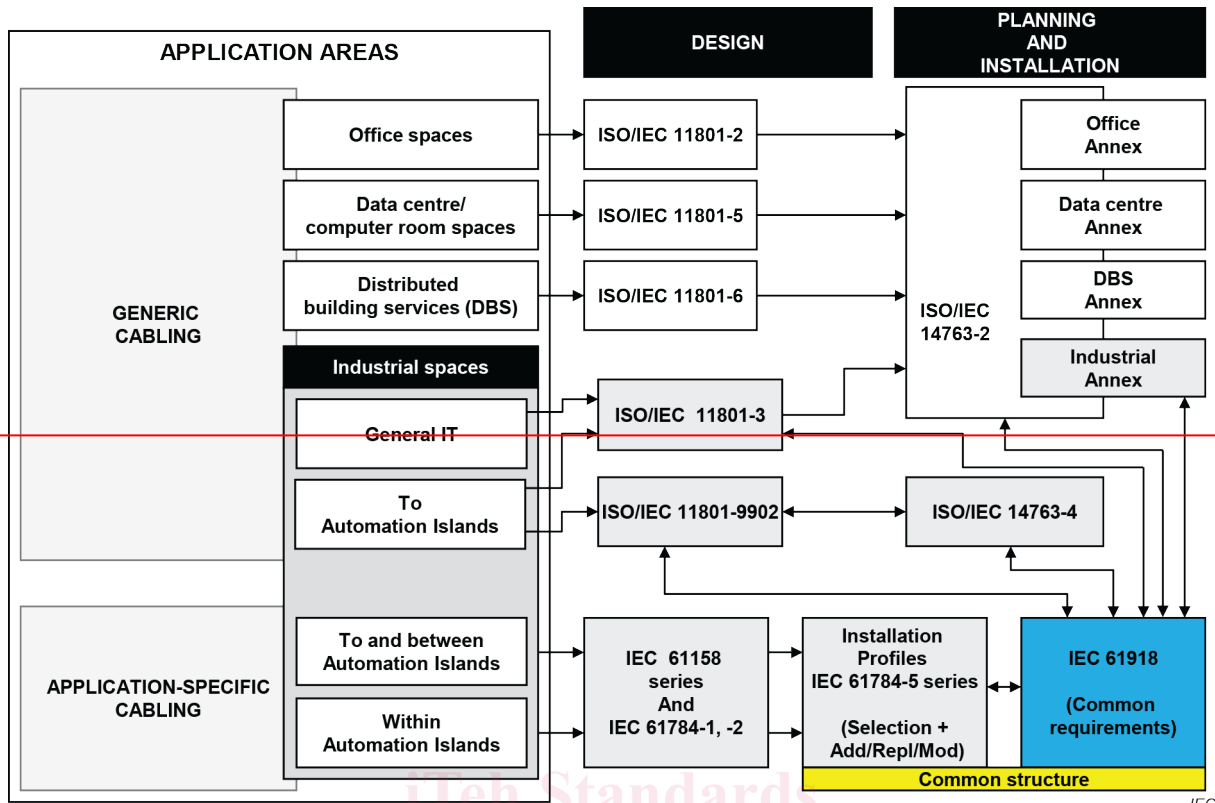 APPLICATION AREAS
DESIGN
PLANNING
AND
INSTALLATION
GENERIC
CABLING
Office spaces
ISO/IEC 11801-2
Office
Annex
Data centre/
computer room spaces
ISO/IEC 11801-5
Data centre
Annex
Distributed
building services (DBS)
ISO/IEC 11801-6
DBS
Annex
ISO/IEC
14763-2
Industrial
Annex
Industrial spaces
General IT
ISO/IEC 11801-3
To
Automation Islands
ISO/IEC 11801-9902
ISO/IEC 14763-4
APPLICATION-SPECIFIC
CABLING
To and between
Automation Islands
Within
Automation Islands
IEC 61158
series
And
IEC 61784-1, -2
Installation
Profiles
IEC 61784-5 series
(Selection +
Add/Repl/Mod)
IEC 61918
(Common
requirements)
Common structure
iTeh Standards
IEC